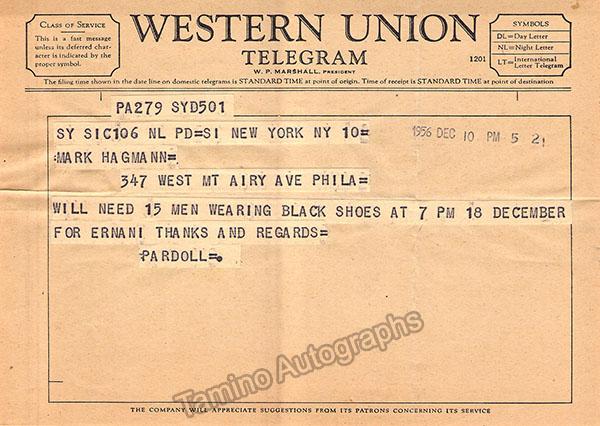 CLASS OF SERVICE
This is a fast message
unless its deferred char-
acter is indicated by the
proper symbol.
WESTERN UNION
TELEGRAM
W. P. MARSHALL, PRESIDENT
1201
SYMBOLS
DL=Day Letter
NL=Night Letter
LT=International Letter Telegram
The filing time shown in the date line on domestic telegrams is STANDARD TIME at point of origin. Time of receipt is STANDARD TIME at point of destination
PA279 SYD501
SY SIC106 NL PD=SI NEW YORK NY 10=
1956 DEC 10 PM 5 21
MARK HAGMANN=
347 WEST MT AIRY AVE PHILA=
WILL NEED 15 MEN WEARING BLACK SHOES AT 7 PM 18 DECEMBER
FOR ERNANI THANKS AND REGARDS=
PARDOLL=.
Tamino Autographs
THE COMPANY WILL APPRECIATE SUGGESTIONS FROM ITS PATRONS CONCERNING ITS SERVICE